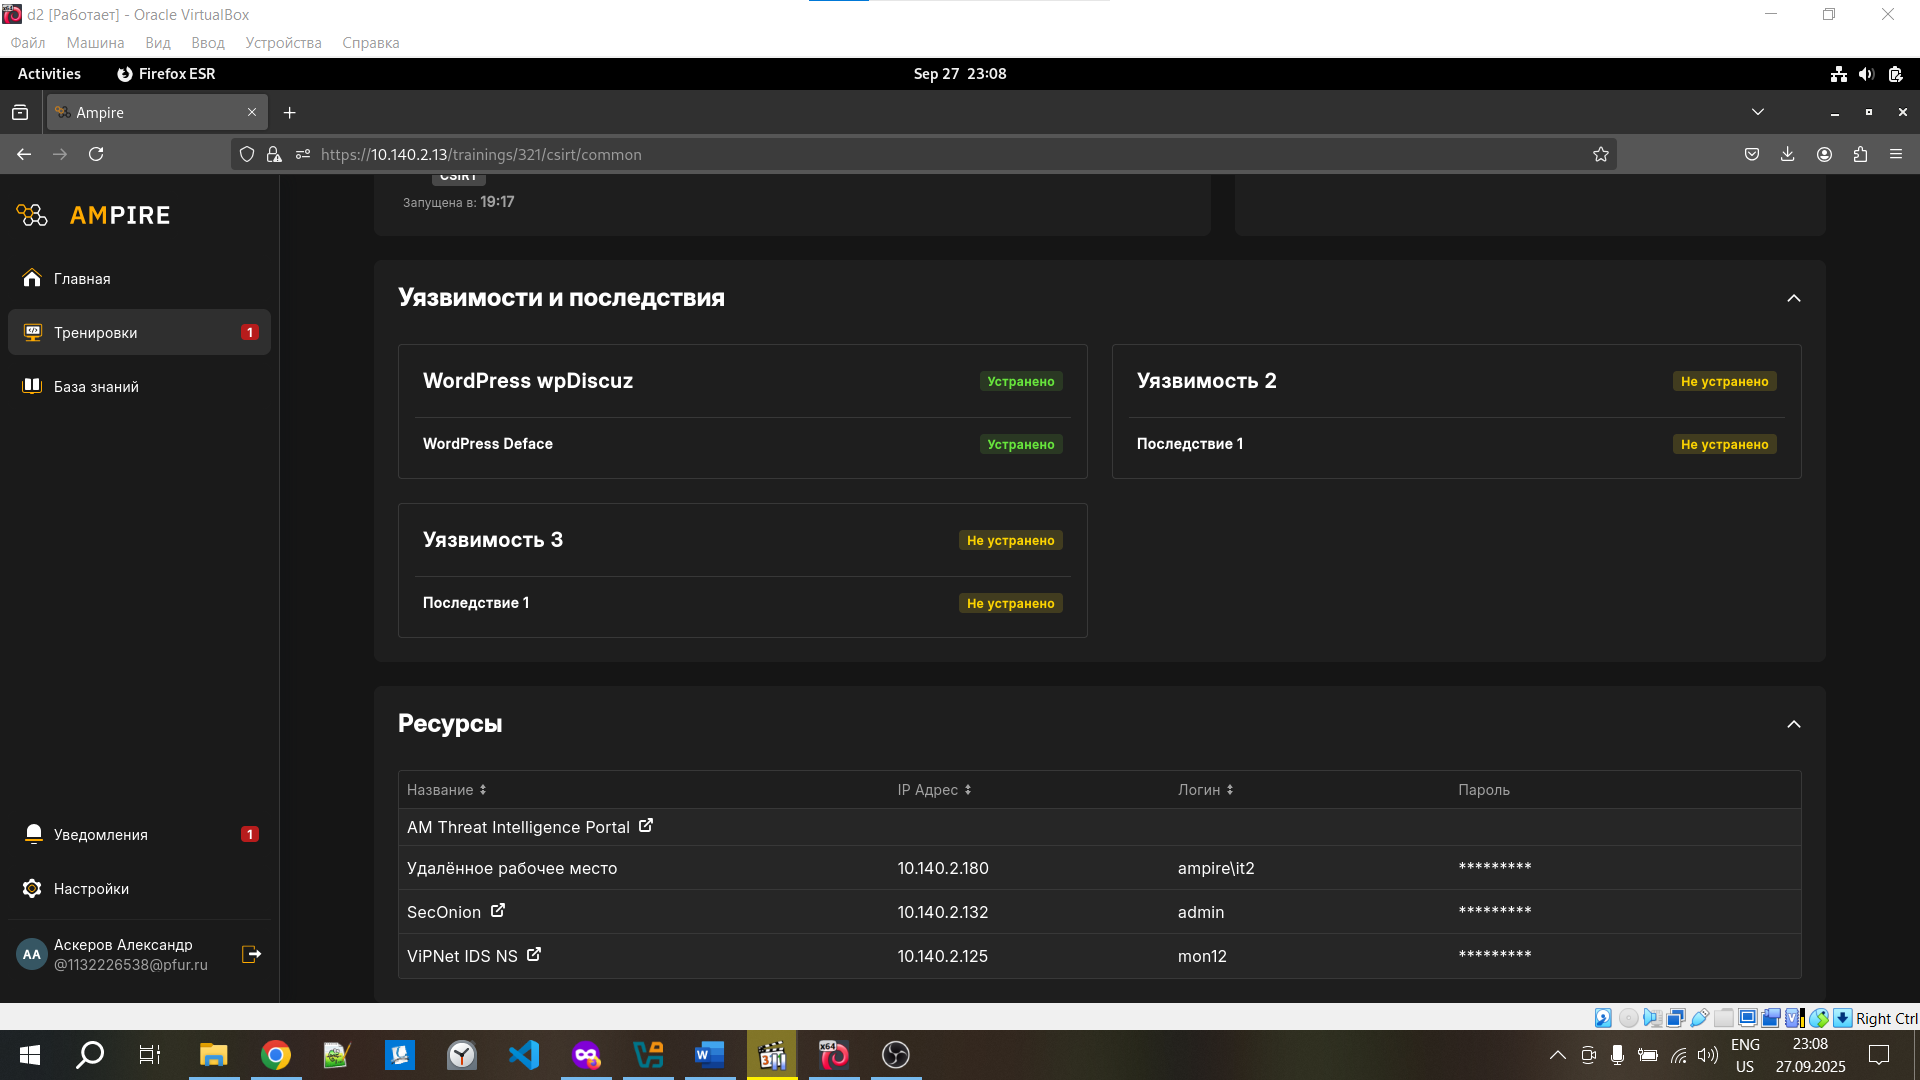 d2 [Работает] - Oracle VirtualBox
Файл Машина Вид Ввод Устройства Справка
Activities Firefox ESR Sep 27 23:08
Ampire
https://10.140.2.13/trainings/321/csirt/common
AMPIRE
Главная
Тренировки 1
База знаний
Уведомления 1
Настройки
AA Аскеров Александр
@1132226538@pfur.ru
CSIRT
Запущена в: 19:17
Уязвимости и последствия
WordPress wpDiscuz Устранено
WordPress Deface Устранено
Уязвимость 2 Не устранено
Последствие 1 Не устранено
Уязвимость 3 Не устранено
Последствие 1 Не устранено
Ресурсы
Название IP Адрес Логин Пароль
AM Threat Intelligence Portal
Удалённое рабочее место 10.140.2.180 ampire\it2 *********
SecOnion 10.140.2.132 admin *********
ViPNet IDS NS 10.140.2.125 mon12 *********
Right Ctrl
ENG 23:08
US 27.09.2025